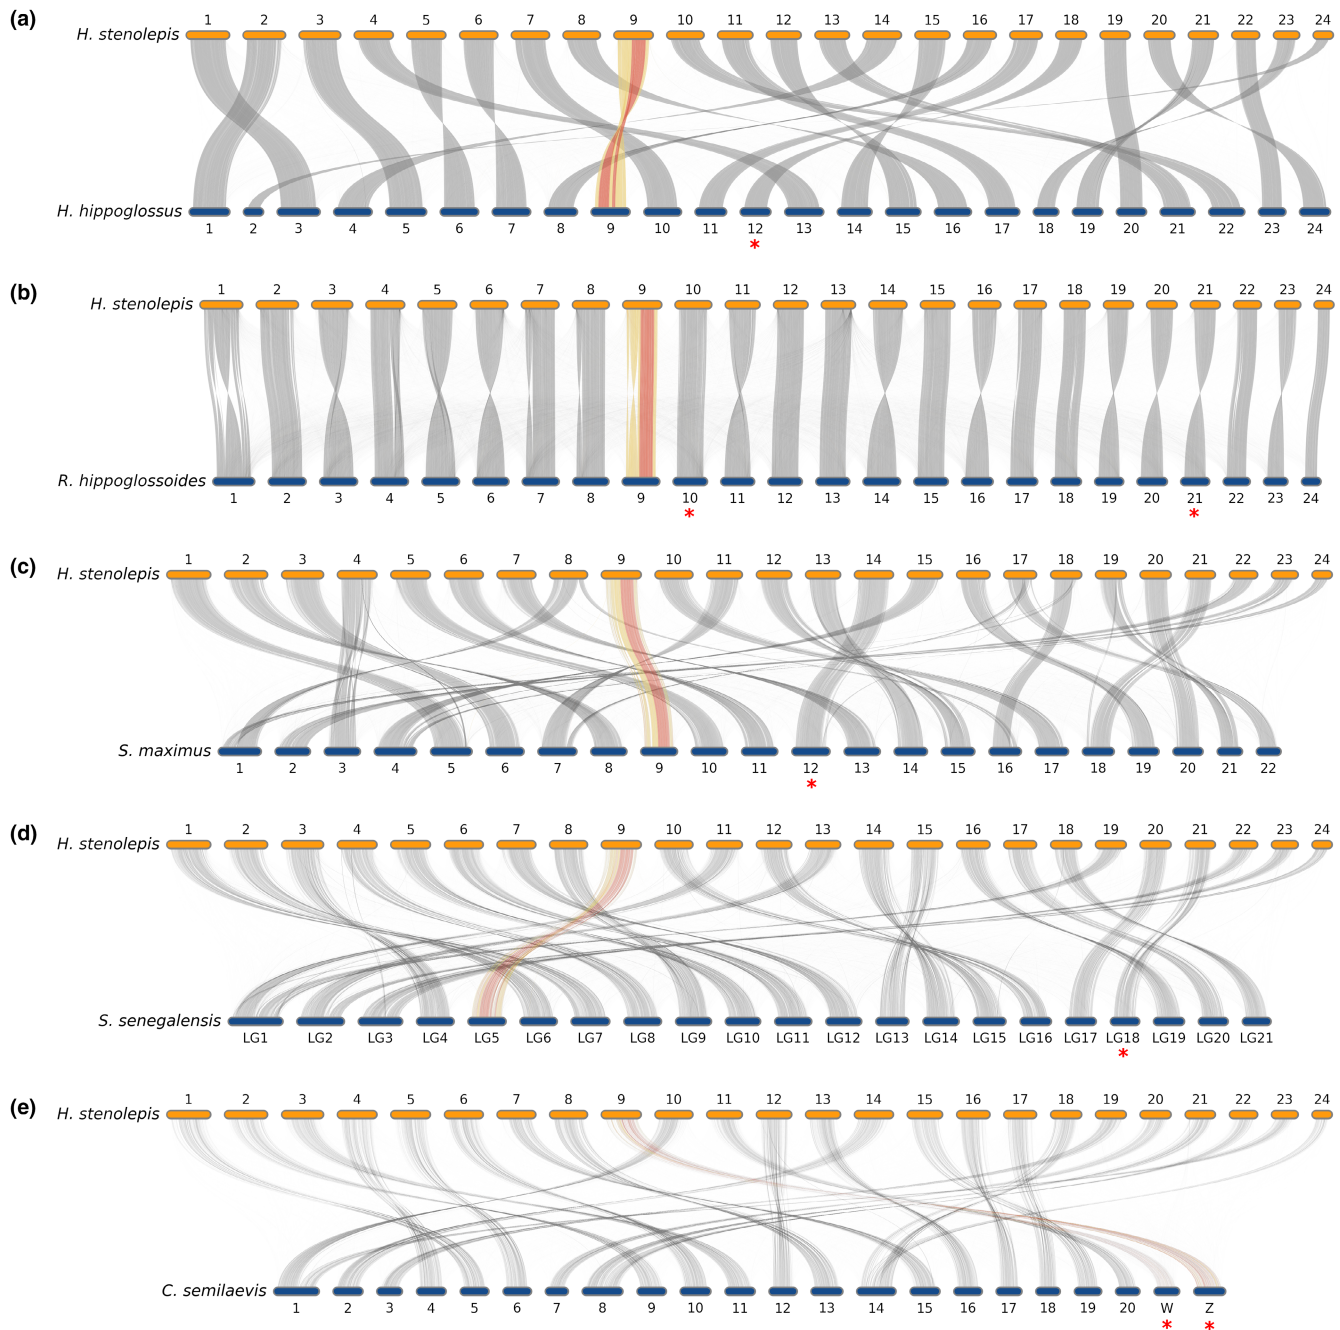 (a)
1 2 3 4 5 6 7 8 9 10 11 12 13 14 15 16 17 18 19 20 21 22 23 24
H. stenolepis
H. hippoglossus
1 2 3 4 5 6 7 8 9 10 11 12 13 14 15 16 17 18 19 20 21 22 23 24
*
(b)
1 2 3 4 5 6 7 8 9 10 11 12 13 14 15 16 17 18 19 20 21 22 23 24
H. stenolepis
R. hippoglossoides
1 2 3 4 5 6 7 8 9 10 11 12 13 14 15 16 17 18 19 20 21 22 23 24
* *
(c)
1 2 3 4 5 6 7 8 9 10 11 12 13 14 15 16 17 18 19 20 21 22 23 24
H. stenolepis
S. maximus
1 2 3 4 5 6 7 8 9 10 11 12 13 14 15 16 17 18 19 20 21 22
*
(d)
1 2 3 4 5 6 7 8 9 10 11 12 13 14 15 16 17 18 19 20 21 22 23 24
H. stenolepis
S. senegalensis
LG1 LG2 LG3 LG4 LG5 LG6 LG7 LG8 LG9 LG10 LG11 LG12 LG13 LG14 LG15 LG16 LG17 LG18 LG19 LG20 LG21
*
(e)
1 2 3 4 5 6 7 8 9 10 11 12 13 14 15 16 17 18 19 20 21 22 23 24
H. stenolepis
C. semilaevis
1 2 3 4 5 6 7 8 9 10 11 12 13 14 15 16 17 18 19 20 W Z
* *